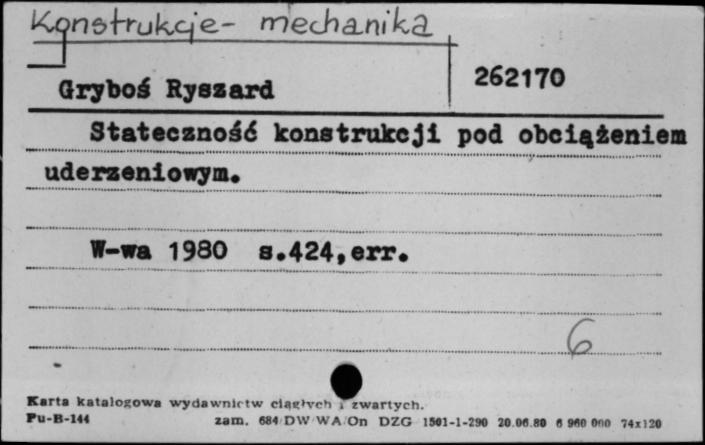 Konstrukcje- mechanika
Gryboś Ryszard
262170
Stateczność konstrukcji pod obciążeniem
uderzeniowym.
W-wa 1980 s.424,err.
6
Karta katalogowa wydawnictw ciągłych i zwartych.
Pu-B-144 zam. 684 DW WA/On DZG 1501-1-290 20.06.80 6 960 000 74x120